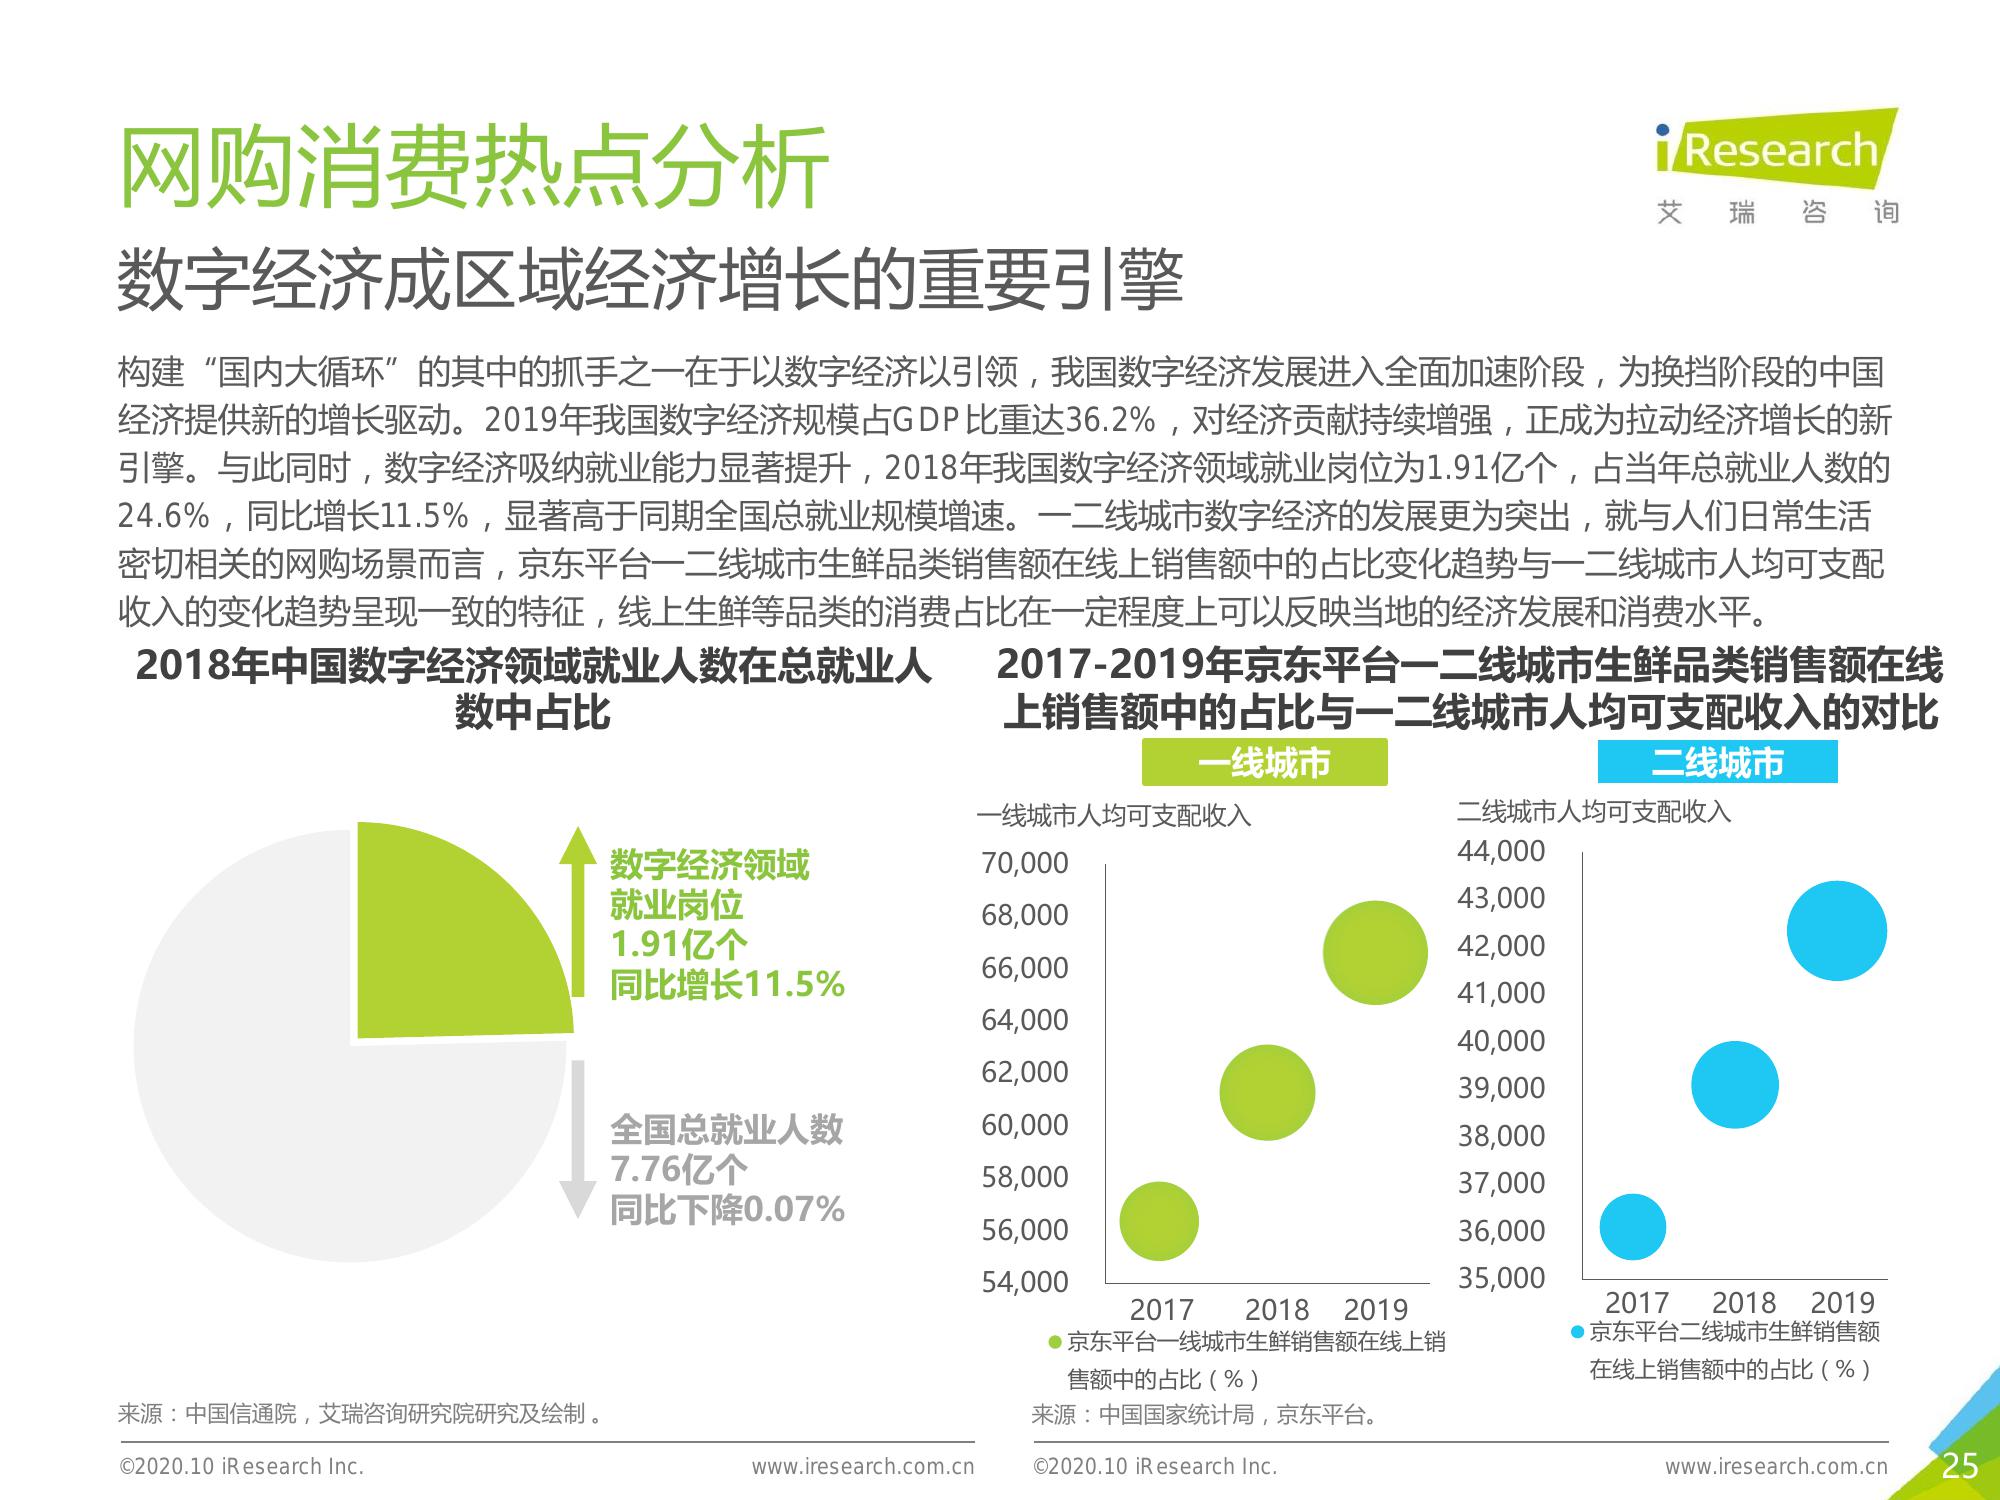 网购消费热点分析
iResearch
艾瑞咨询
数字经济成区域经济增长的重要引擎
构建“国内大循环”的其中的抓手之一在于以数字经济以引领，我国数字经济发展进入全面加速阶段，为换挡阶段的中国
经济提供新的增长驱动。2019年我国数字经济规模占GDP比重达36.2%，对经济贡献持续增强，正成为拉动经济增长的新
引擎。与此同时，数字经济吸纳就业能力显著提升，2018年我国数字经济领域就业岗位为1.91亿个，占当年总就业人数的
24.6%，同比增长11.5%，显著高于同期全国总就业规模增速。一二线城市数字经济的发展更为突出，就与人们日常生活
密切相关的网购场景而言，京东平台一二线城市生鲜品类销售额在线上销售额中的占比变化趋势与一二线城市人均可支配
收入的变化趋势呈现一致的特征，线上生鲜等品类的消费占比在一定程度上可以反映当地的经济发展和消费水平。
2018年中国数字经济领域就业人数在总就业人
数中占比
数字经济领域
就业岗位
1.91亿个
同比增长11.5%
全国总就业人数
7.76亿个
同比下降0.07%
来源：中国信通院，艾瑞咨询研究院研究及绘制 。
2017-2019年京东平台一二线城市生鲜品类销售额在线
上销售额中的占比与一二线城市人均可支配收入的对比
一线城市
一线城市人均可支配收入
70,000
68,000
66,000
64,000
62,000
60,000
58,000
56,000
54,000
2017 2018 2019
京东平台一线城市生鲜销售额在线上销
售额中的占比（%）
二线城市
二线城市人均可支配收入
44,000
43,000
42,000
41,000
40,000
39,000
38,000
37,000
36,000
35,000
2017 2018 2019
京东平台二线城市生鲜销售额
在线上销售额中的占比（%）
来源：中国国家统计局，京东平台。
©2020.10 iResearch Inc. www.iresearch.com.cn
©2020.10 iResearch Inc. www.iresearch.com.cn
25